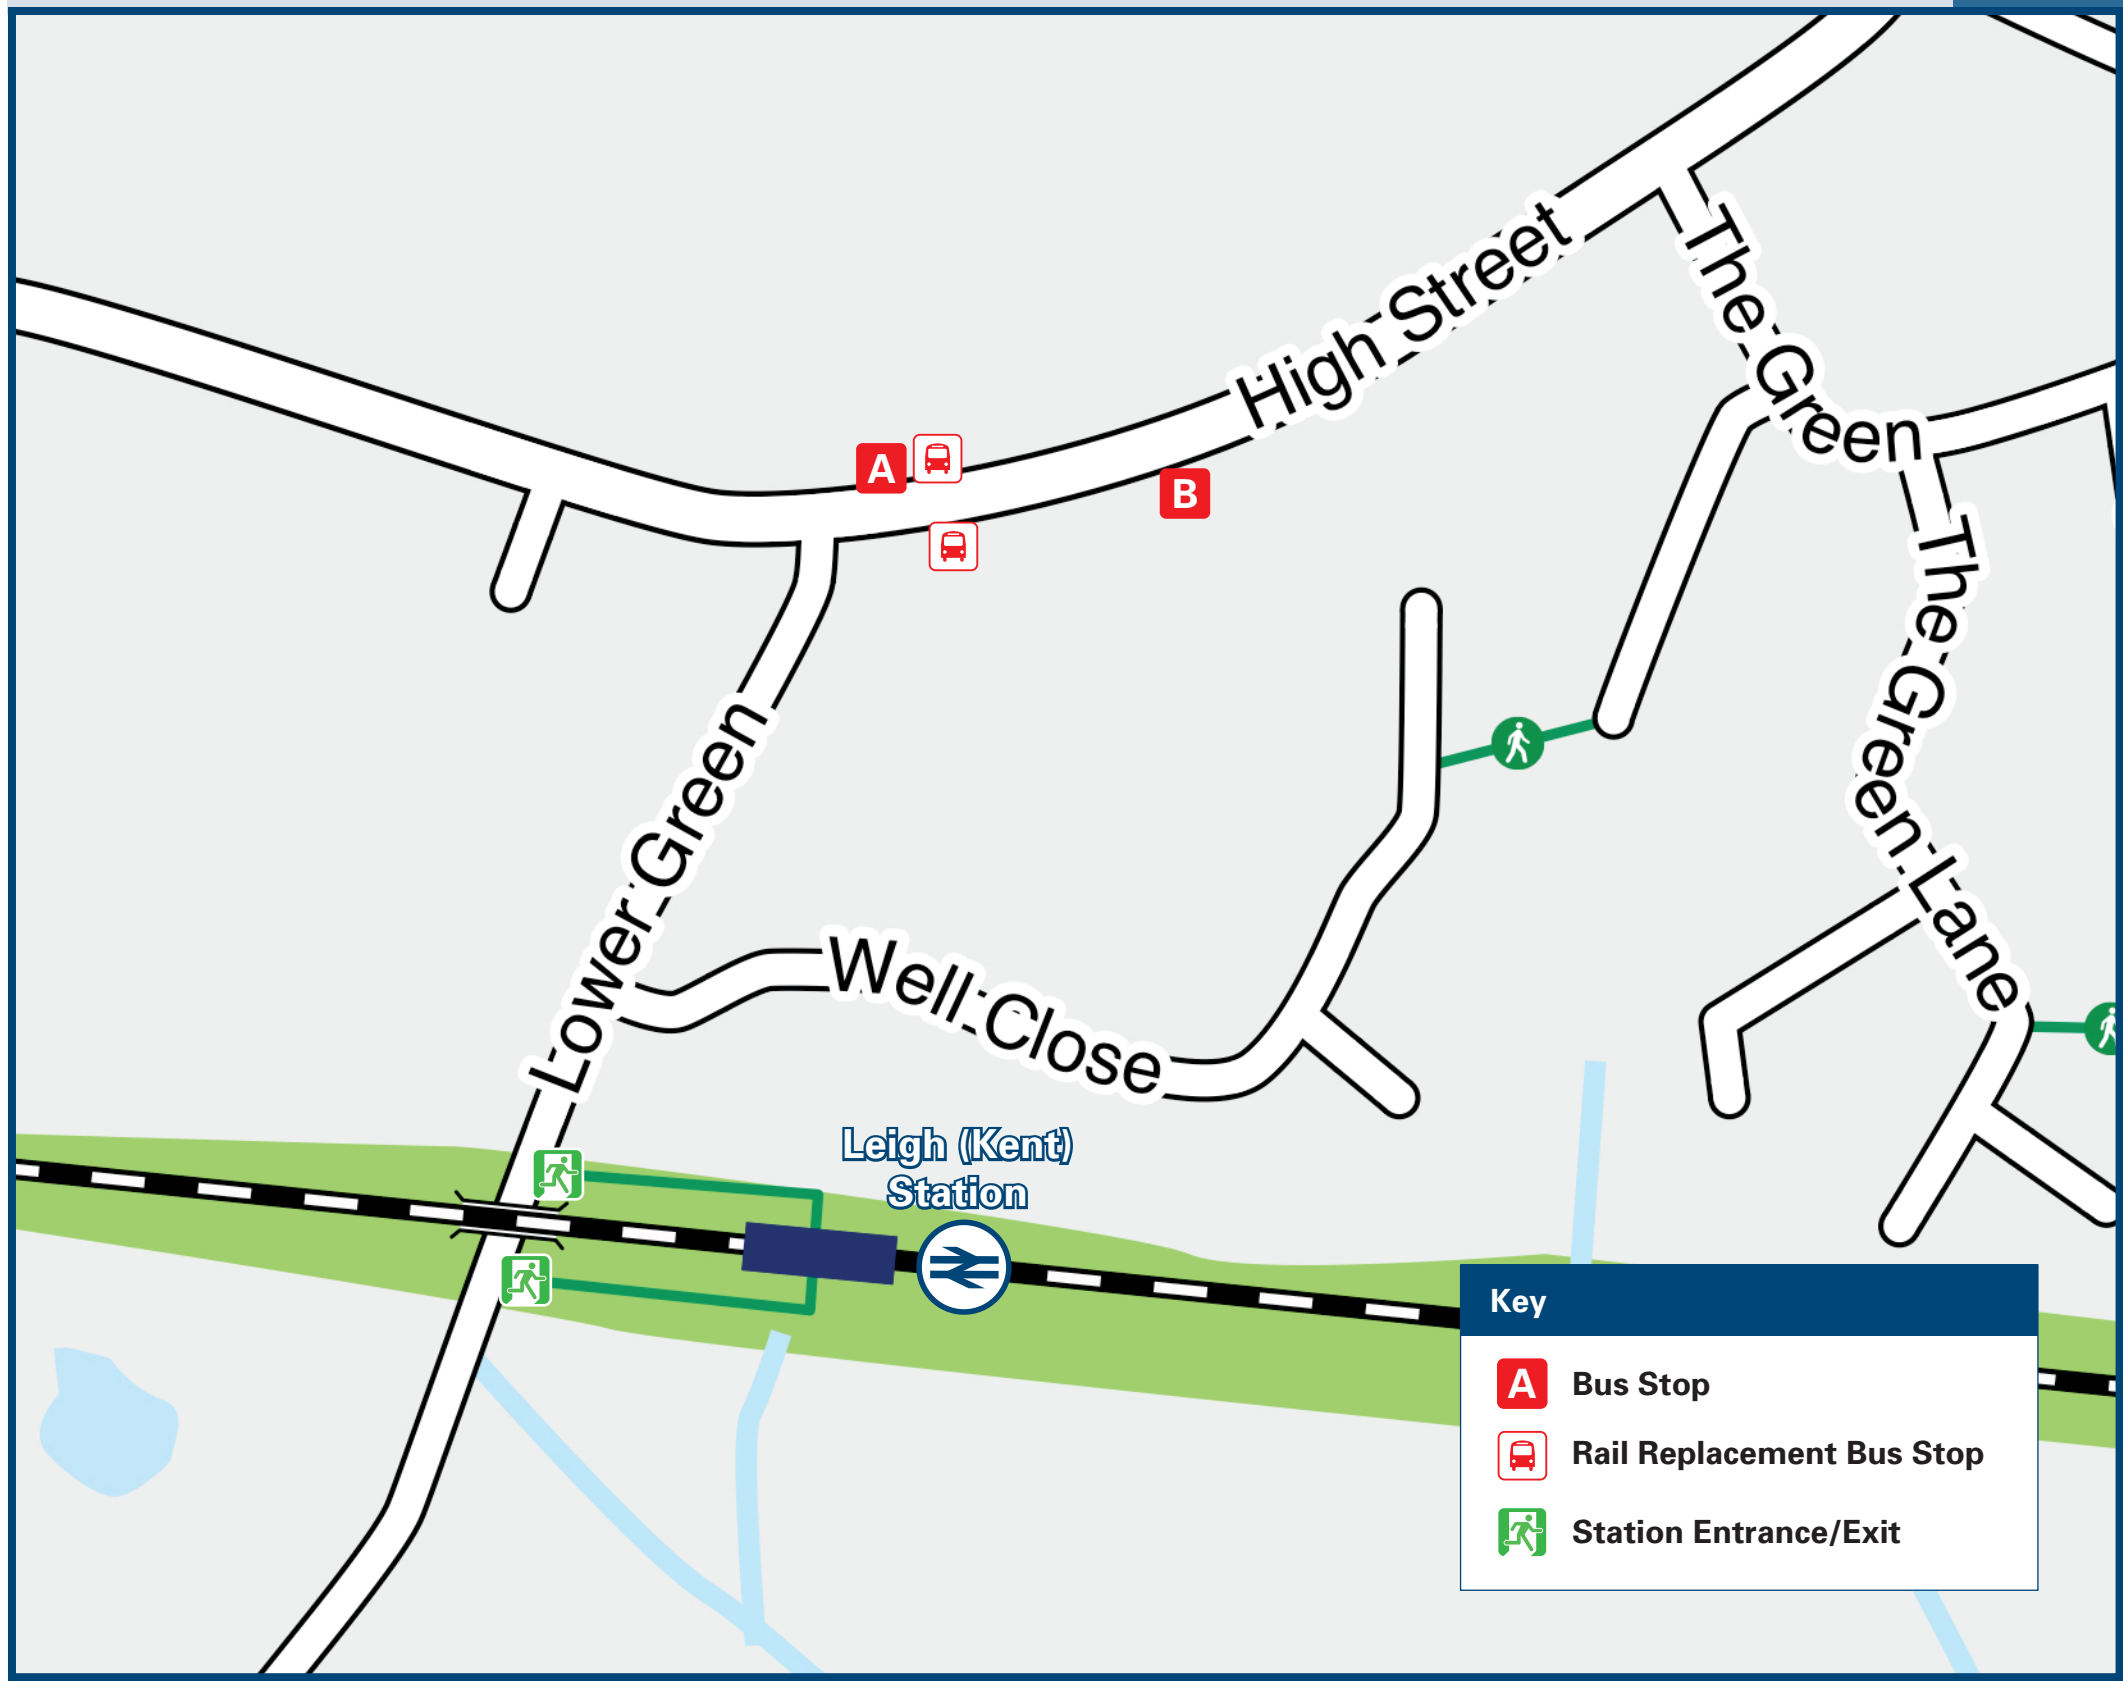 High Street
The Green
A
B
The Green Lane
Lower Green
Well Close
Leigh (Kent)
Station
Key
A Bus Stop
Rail Replacement Bus Stop
Station Entrance/Exit